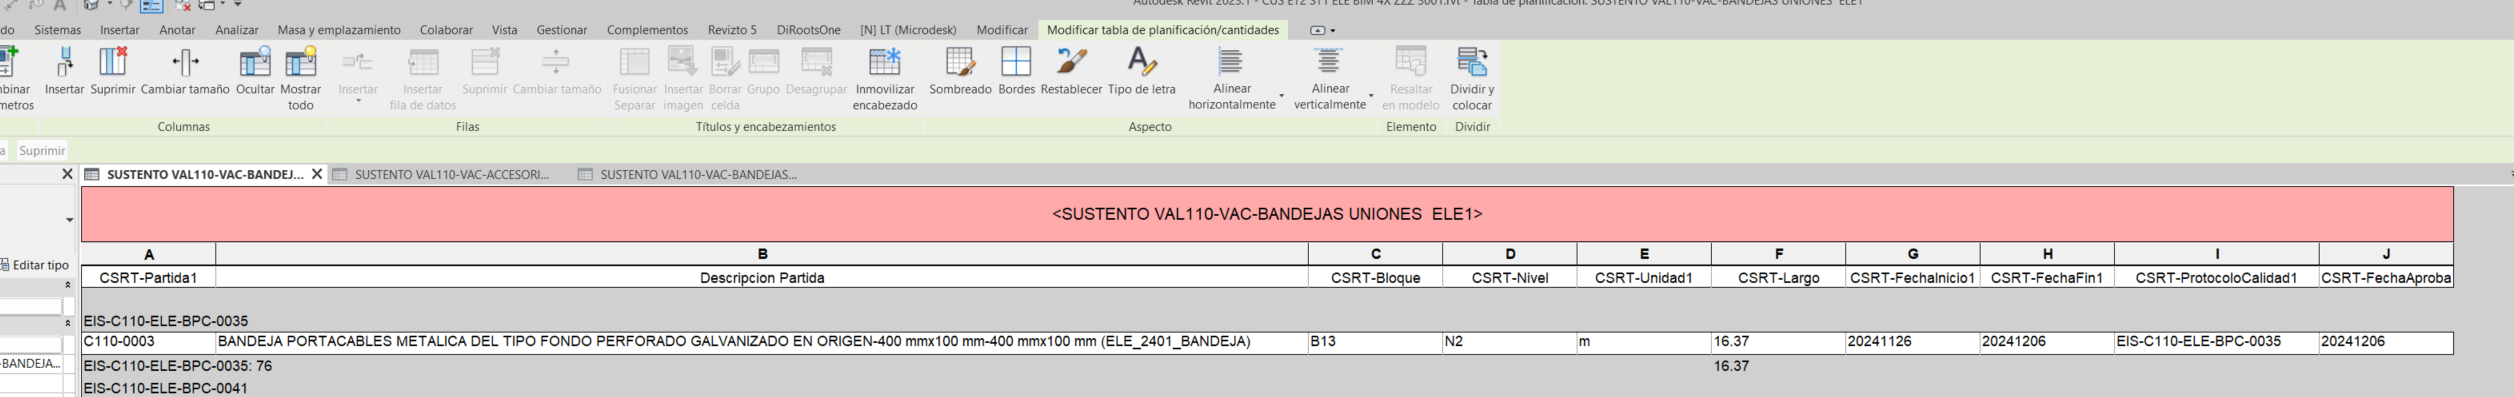 Autodesk Revit 2023.1 - CUS E12 ST1 ELE BIM 4X ZZZ 3001.rvt - Tabla de planificación: SUSTENTO VAL110-VAC-BANDEJAS UNIONES ELE1
do Sistemas Insertar Anotar Analizar Masa y emplazamiento Colaborar Vista Gestionar Complementos Revizto 5 DiRootsOne [N] LT (Microdesk) Modificar Modificar tabla de planificación/cantidades
nbinar Insertar Suprimir Cambiar tamaño Ocultar Mostrar Insertar Insertar Suprimir Cambiar tamaño Fusionar Insertar Borrar Grupo Desagrupar Inmovilizar Sombreado Bordes Restablecer Tipo de letra Alinear Alinear Resaltar Dividir y
metros todo fila de datos Separar imagen celda encabezado horizontalmente verticalmente en modelo colocar
Columnas Filas Títulos y encabezamientos Aspecto Elemento Dividir
a Suprimir
SUSTENTO VAL110-VAC-BANDEJ... SUSTENTO VAL110-VAC-ACCESORI... SUSTENTO VAL110-VAC-BANDEJAS...
<SUSTENTO VAL110-VAC-BANDEJAS UNIONES  ELE1>
A B C D E F G H I J
Editar tipo
CSRT-Partida1 Descripcion Partida CSRT-Bloque CSRT-Nivel CSRT-Unidad1 CSRT-Largo CSRT-FechaInicio1 CSRT-FechaFin1 CSRT-ProtocoloCalidad1 CSRT-FechaAproba
EIS-C110-ELE-BPC-0035
C110-0003 BANDEJA PORTACABLES METALICA DEL TIPO FONDO PERFORADO GALVANIZADO EN ORIGEN-400 mmx100 mm-400 mmx100 mm (ELE_2401_BANDEJA) B13 N2 m 16.37 20241126 20241206 EIS-C110-ELE-BPC-0035 20241206
-BANDEJA... EIS-C110-ELE-BPC-0035: 76 16.37
EIS-C110-ELE-BPC-0041